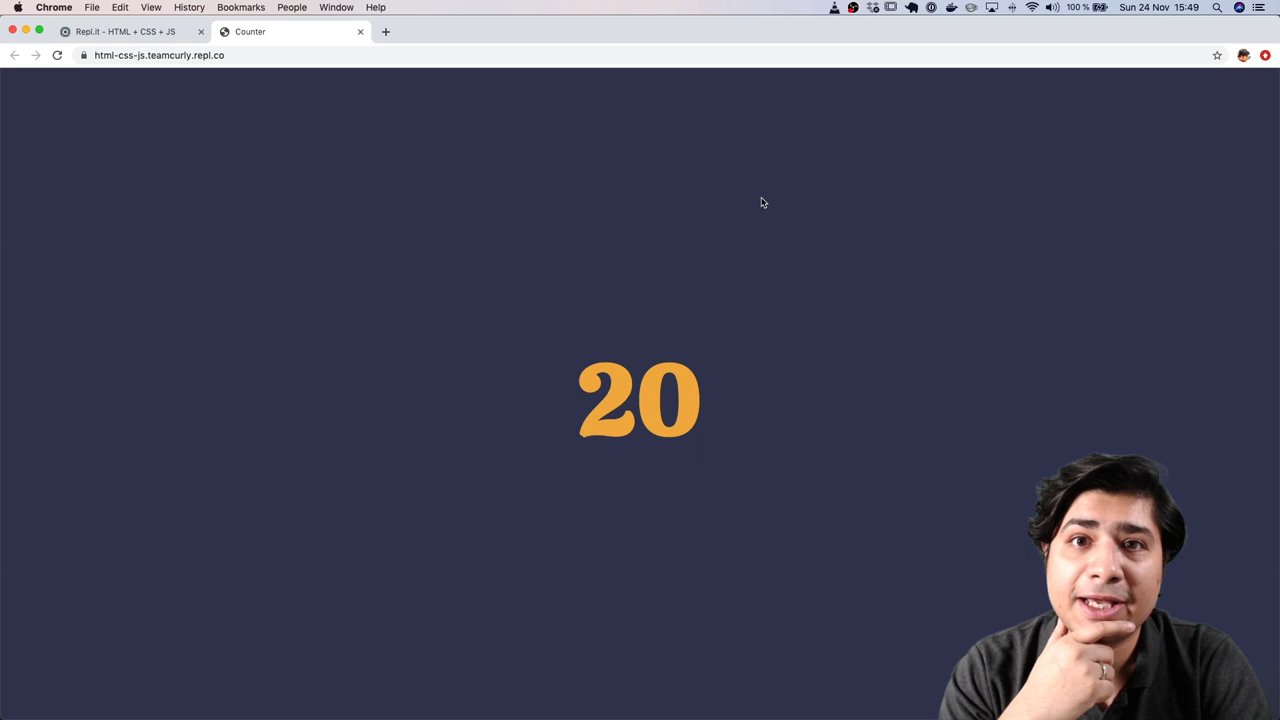 Chrome File Edit View History Bookmarks People Window Help 100 % Sun 24 Nov 15:49
Repl.it - HTML + CSS + JS Counter
html-css-js.teamcurly.repl.co
20